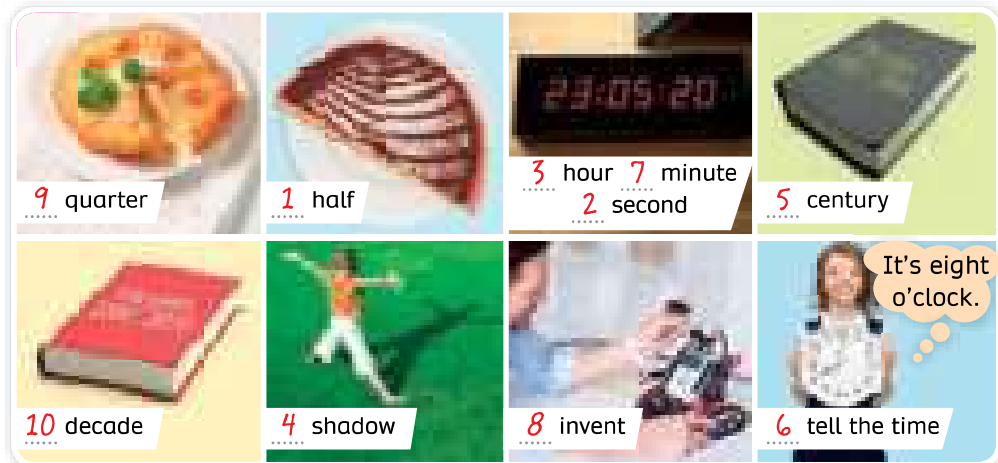 9 quarter
1 half
23:05:20
3 hour 7 minute
2 second
5 century
10 decade
4 shadow
8 invent
It's eight
o'clock.
6 tell the time